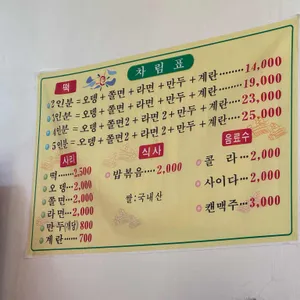 차림표
떡
2인분 = 오뎅 + 쫄면 + 라면 + 만두 + 계란 ........ 14,000
3인분 = 오뎅 + 쫄면 + 라면 + 만두 + 계란 ........ 19,000
4인분 = 오뎅 + 쫄면2 + 라면2 + 만두 + 계란 ..... 23,000
5인분 = 오뎅 + 쫄면2 + 라면2 + 만두 + 계란 ..... 25,000
사리
떡 ...... 2,500
오뎅 ... 2,000
쫄면 ... 2,000
라면 ... 2,000
만두(개당) 800
계란 ...... 700
식사
밥볶음 ...... 2,000
쌀:국내산
음료수
콜라 ........ 2,000
사이다 ..... 2,000
캔맥주 ... 3,000